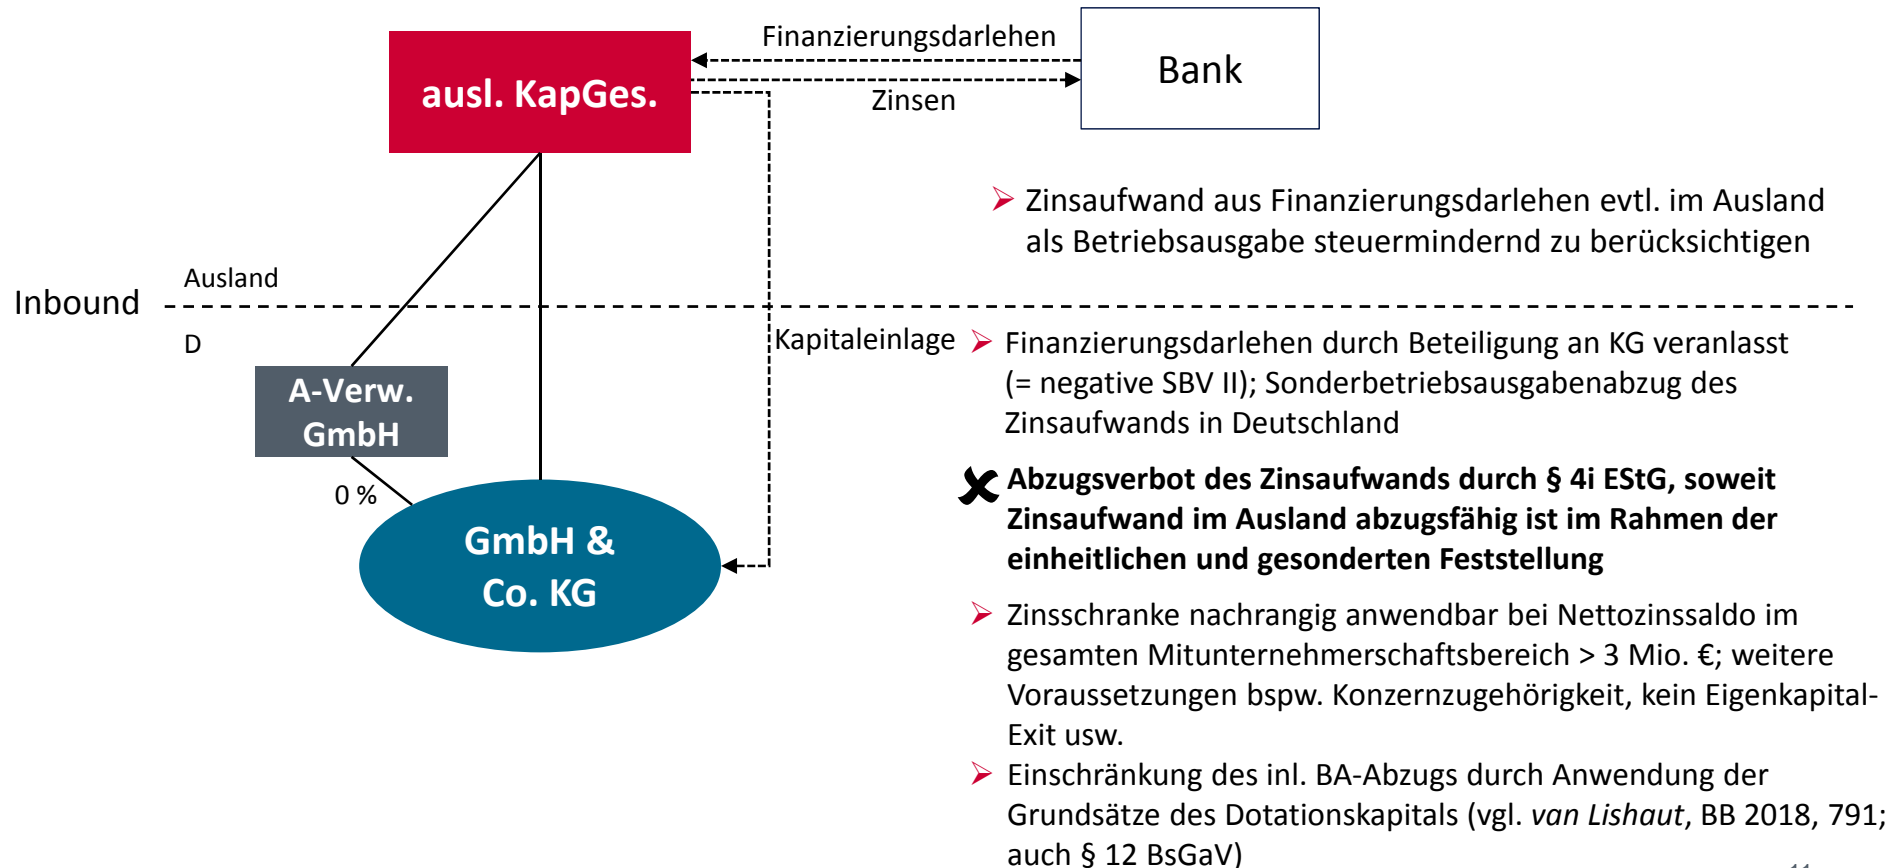 Finanzierungsdarlehen
Bank
ausl. KapGes.
Zinsen
Zinsaufwand aus Finanzierungsdarlehen evtl. im Ausland
als Betriebsausgabe steuermindernd zu berücksichtigen
Ausland
Inbound
D
Kapitaleinlage
Finanzierungsdarlehen durch Beteiligung an KG veranlasst
(= negative SBV II); Sonderbetriebsausgabenabzug des
Zinsaufwands in Deutschland
A-Verw.
GmbH
0 %
GmbH &
Co. KG
Abzugsverbot des Zinsaufwands durch § 4i EStG, soweit
Zinsaufwand im Ausland abzugsfähig ist im Rahmen der
einheitlichen und gesonderten Feststellung
Zinsschranke nachrangig anwendbar bei Nettozinssaldo im
gesamten Mitunternehmerschaftsbereich > 3 Mio. €; weitere
Voraussetzungen bspw. Konzernzugehörigkeit, kein Eigenkapital-
Exit usw.
Einschränkung des inl. BA-Abzugs durch Anwendung der
Grundsätze des Dotationskapitals (vgl. van Lishaut, BB 2018, 791;
auch § 12 BsGaV)